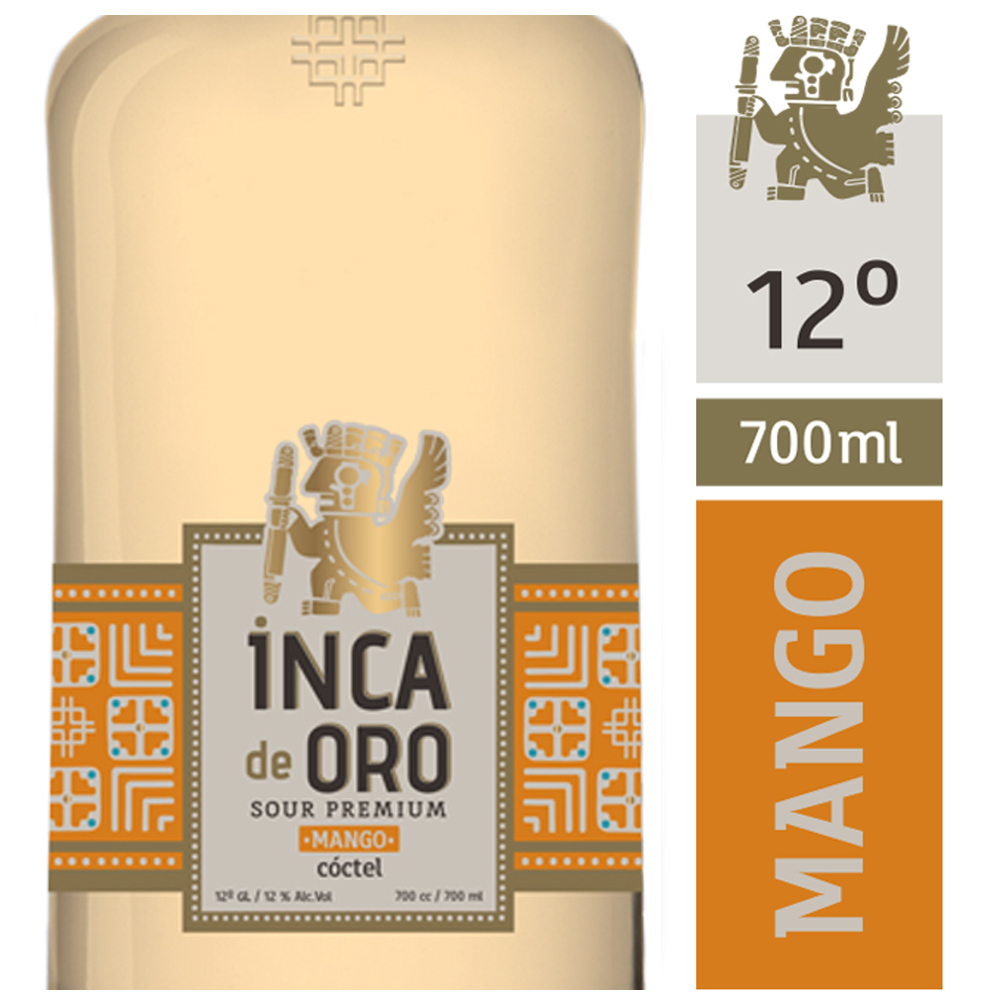 12º
700ml
MANGO
iNCA
de ORO
SOUR PREMIUM
·MANGO·
cóctel
12º GL / 12 % Alc.Vol
700 cc / 700 ml